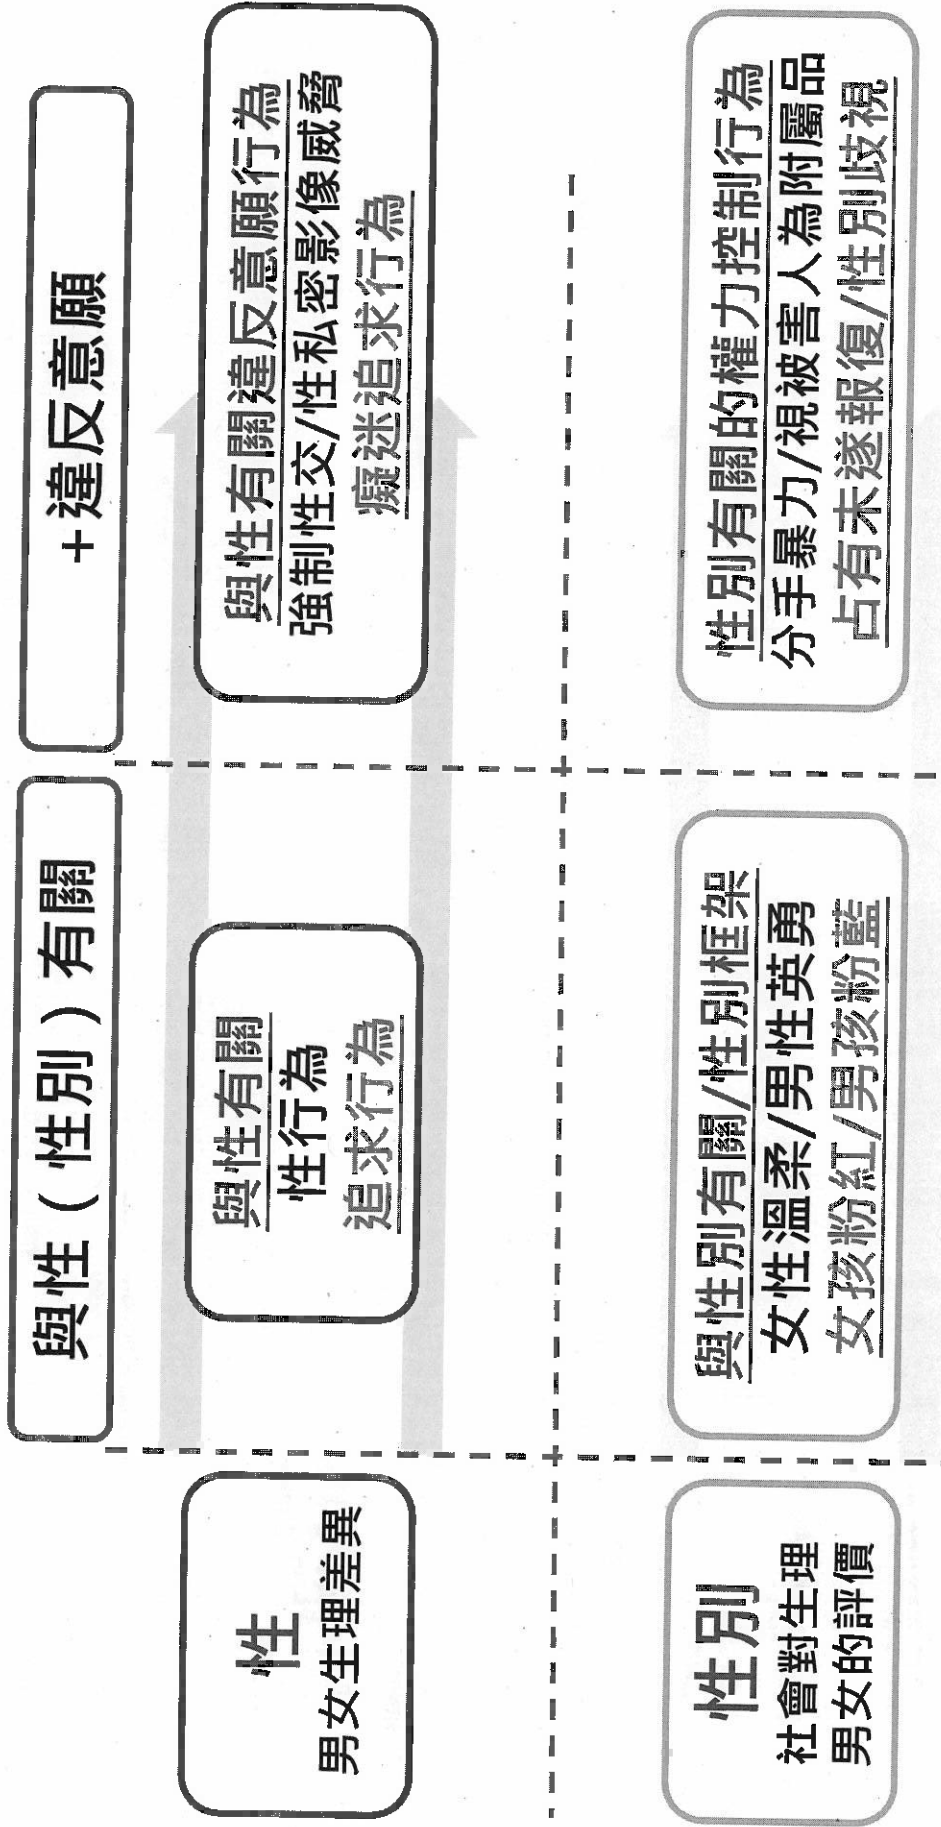 與性（性別）有關
+違反意願
性
男女生理差異
與性有關
性行為
追求行為
與性有關違反意願行為
強制性交/性私密影像威脅
癡迷追求行為
性別
社會對生理
男女的評價
與性別有關/性別框架
女性溫柔/男性英勇
女孩粉紅/男孩粉藍
性別有關的權力控制行為
分手暴力/視被害人為附屬品
占有未遂報復/性別歧視